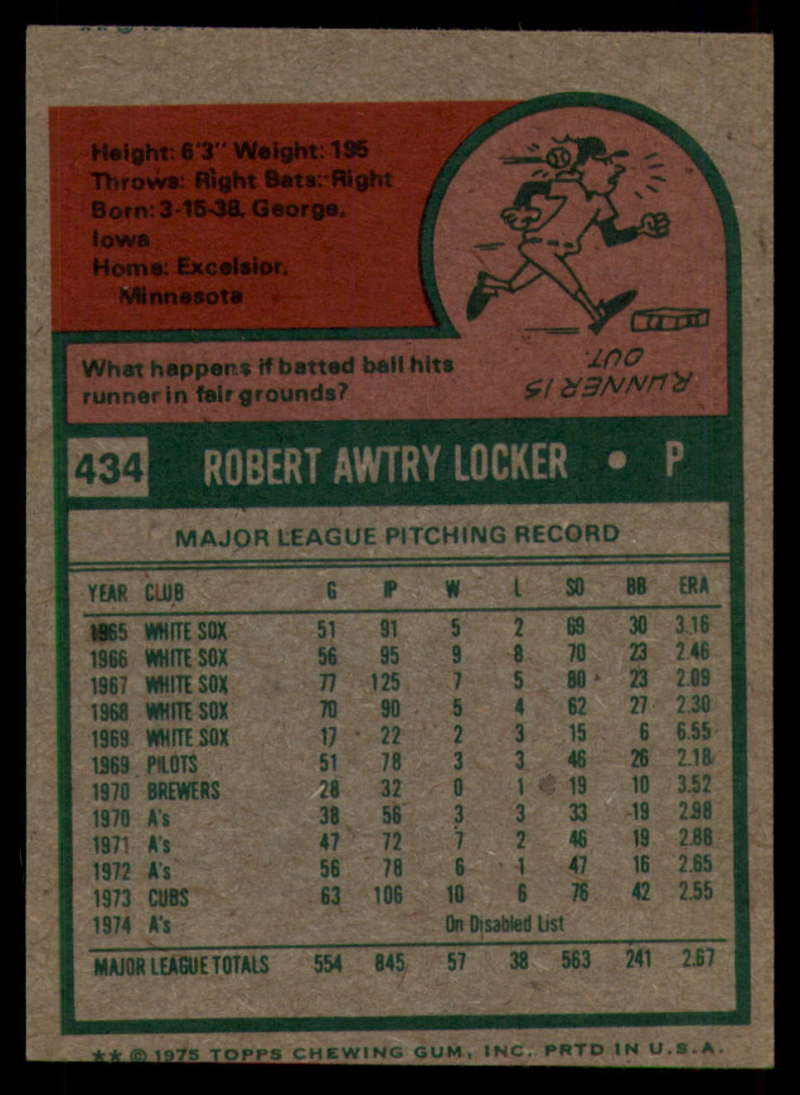 Height: 6'3" Weight: 195
Throws: Right Bats: Right
Born: 3-15-38, George,
Iowa
Home: Excelsior,
Minnesota
What happens if batted ball hits
runner in fair grounds?
RUNNER IS
OUT.
434 ROBERT AWTRY LOCKER • P
MAJOR LEAGUE PITCHING RECORD
YEAR CLUB G IP W L SO BB ERA
1965 WHITE SOX 51 91 5 2 69 30 3.16
1966 WHITE SOX 56 95 9 8 70 23 2.46
1967 WHITE SOX 77 125 7 5 80 23 2.09
1968 WHITE SOX 70 90 5 4 62 27 2.30
1969 WHITE SOX 17 22 2 3 15 6 6.55
1969 PILOTS 51 78 3 3 46 26 2.18
1970 BREWERS 28 32 0 1 19 10 3.52
1970 A's 38 56 3 3 33 19 2.98
1971 A's 47 72 7 2 46 19 2.88
1972 A's 56 78 6 1 47 16 2.65
1973 CUBS 63 106 10 6 76 42 2.55
1974 A's On Disabled List
MAJOR LEAGUE TOTALS 554 845 57 38 563 241 2.67
** © 1975 TOPPS CHEWING GUM, INC. PRTD IN U.S.A.